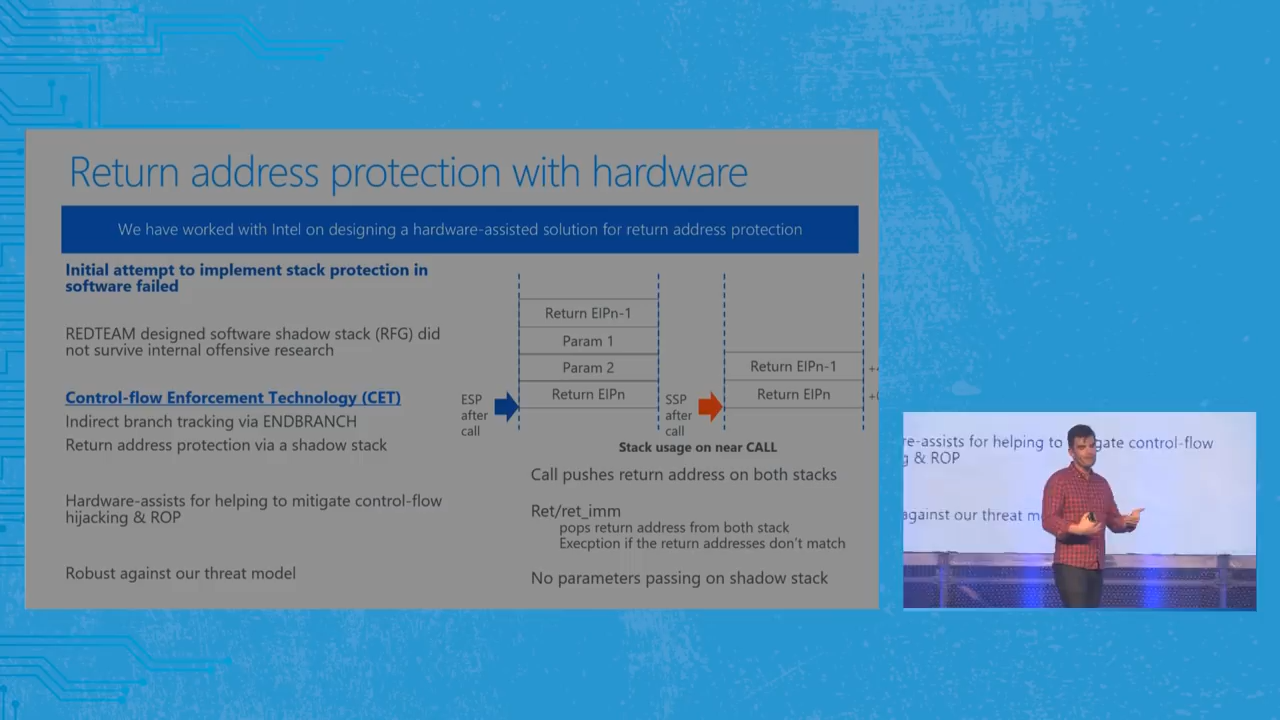 Return address protection with hardware
We have worked with Intel on designing a hardware-assisted solution for return address protection
Initial attempt to implement stack protection in
software failed
REDTEAM designed software shadow stack (RFG) did
not survive internal offensive research
Control-flow Enforcement Technology (CET)
Indirect branch tracking via ENDBRANCH
Return address protection via a shadow stack
Hardware-assists for helping to mitigate control-flow
hijacking & ROP
Robust against our threat model
Return EIPn-1
Param 1
Param 2
Return EIPn
ESP
after
call
Return EIPn-1
Return EIPn
SSP
after
call
Stack usage on near CALL
Call pushes return address on both stacks
Ret/ret_imm
pops return address from both stack
Execption if the return addresses don't match
No parameters passing on shadow stack
re-assists for helping to gate control-flow
g & ROP
against our threat m